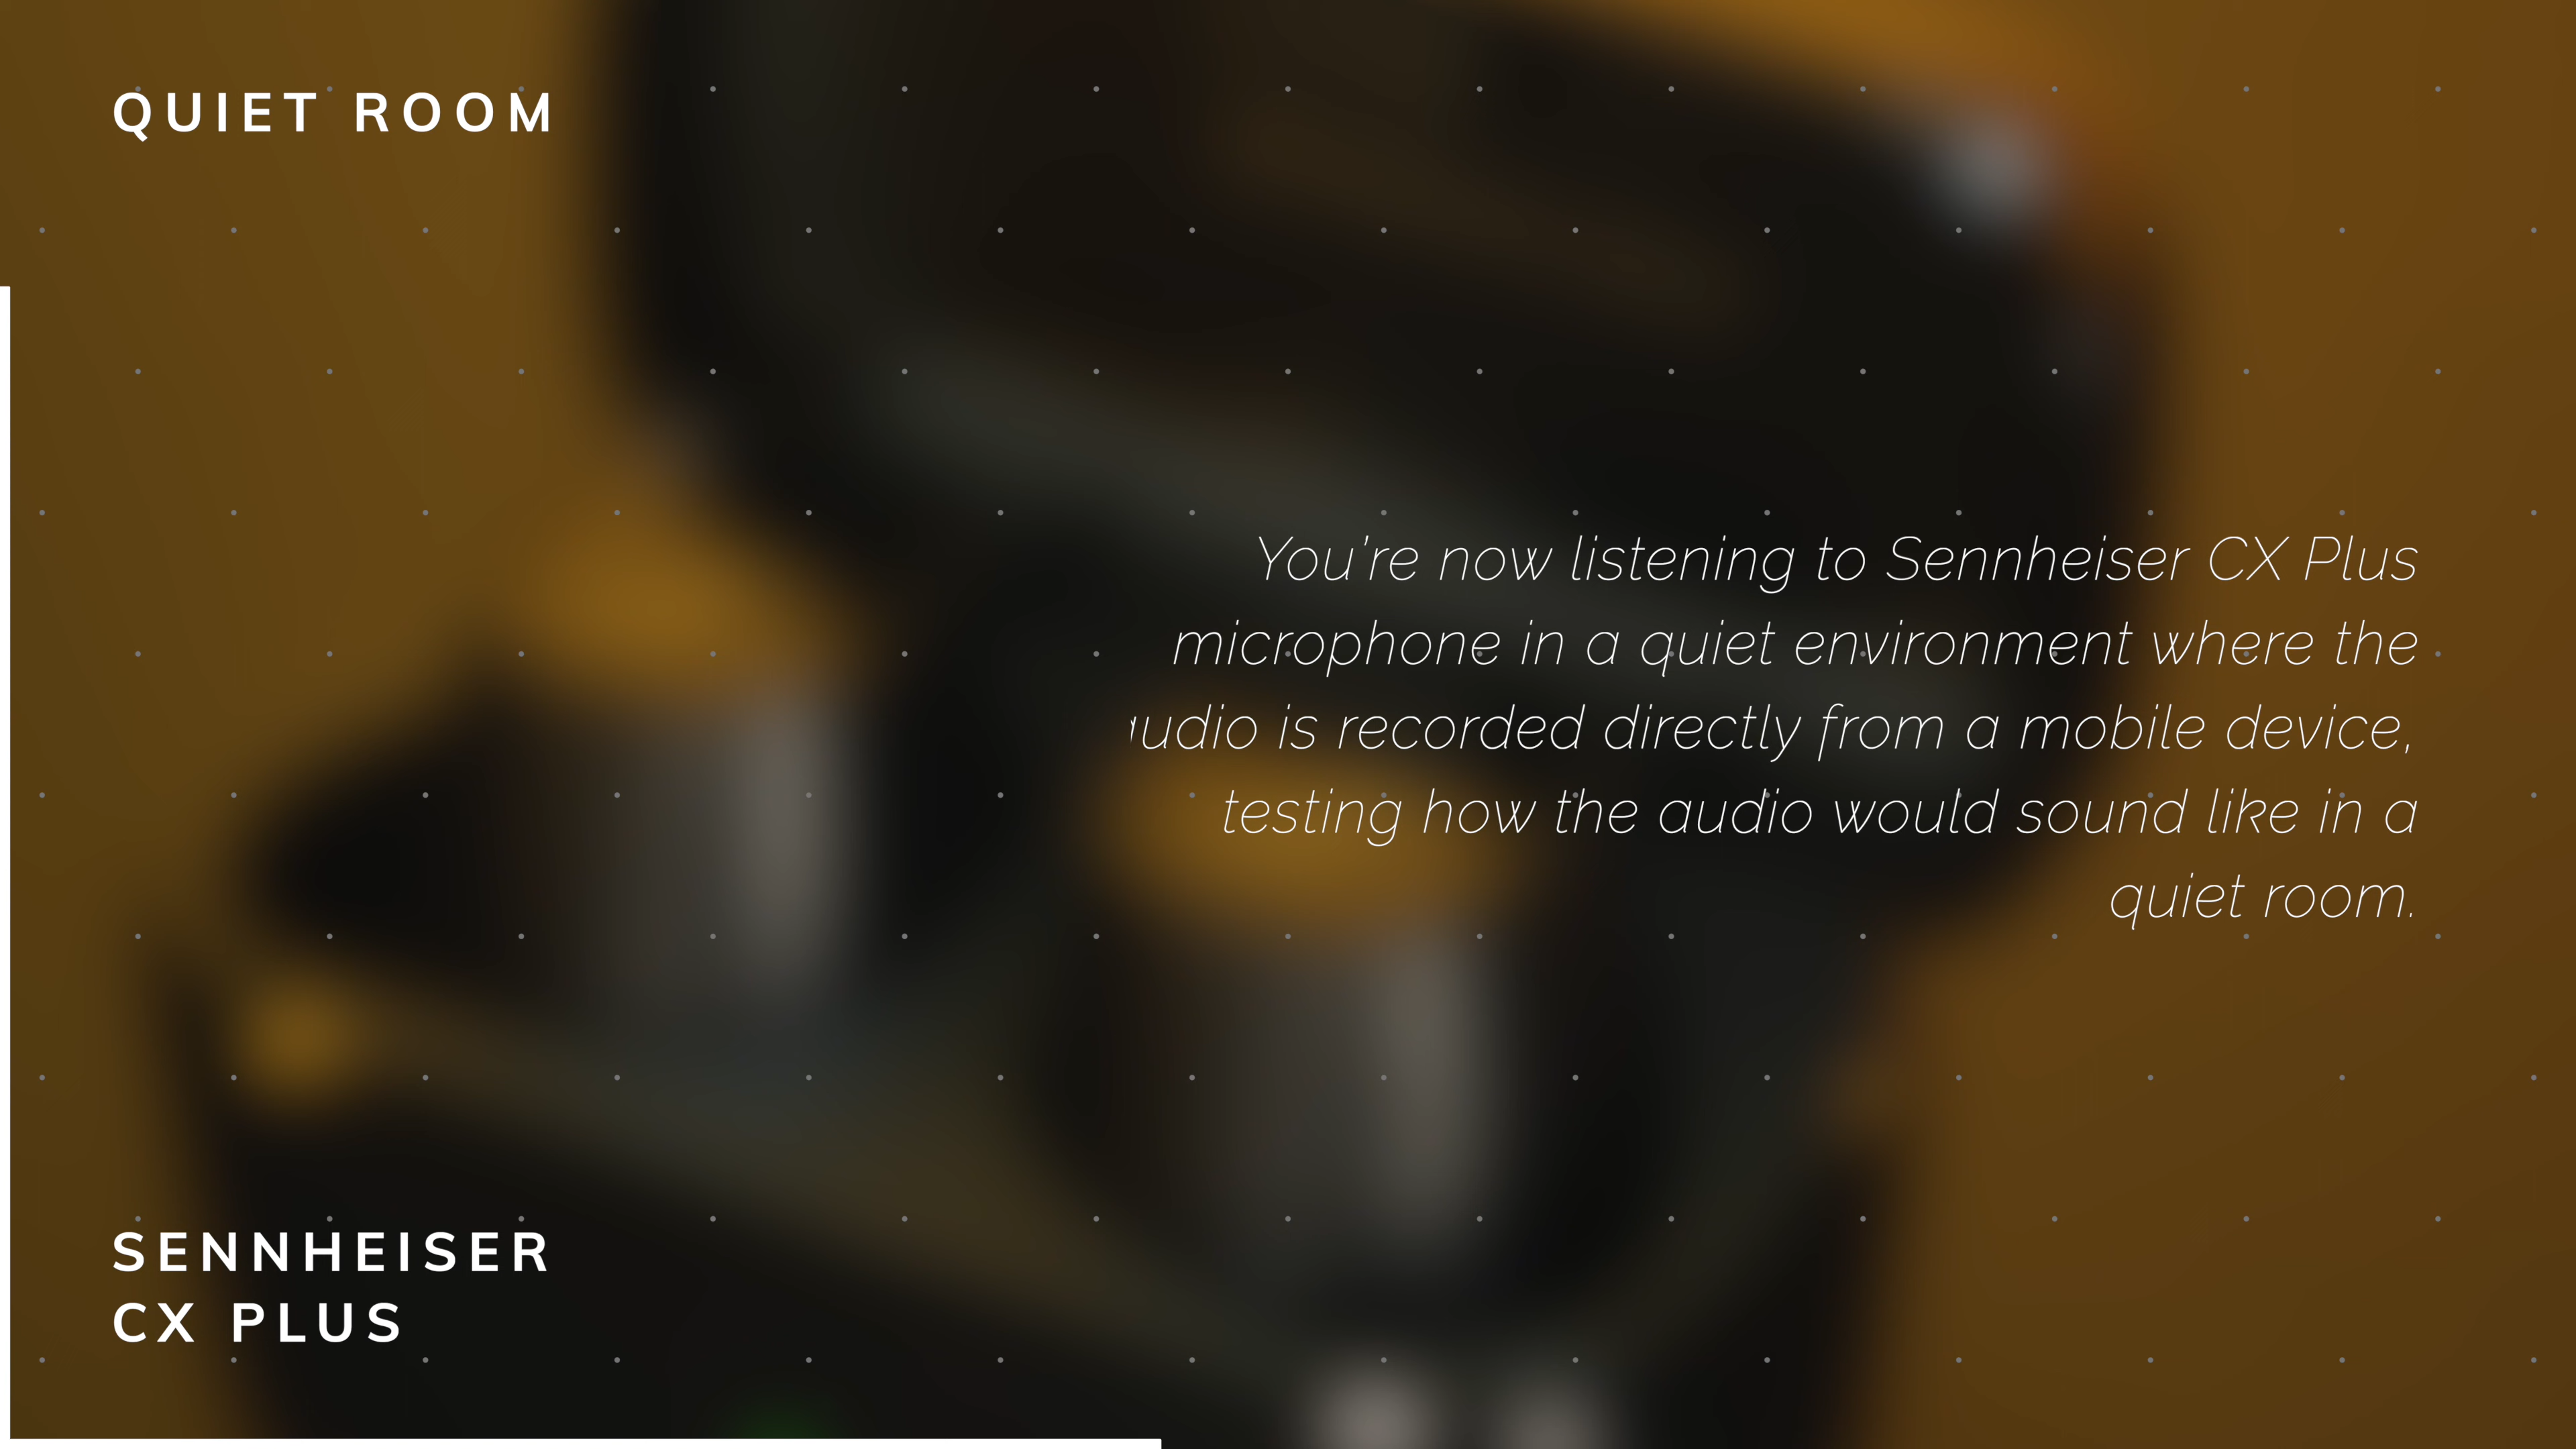 QUIET ROOM
You're now listening to Sennheiser CX Plus
microphone in a quiet environment where the
udio is recorded directly from a mobile device,
testing how the audio would sound like in a
quiet room.
SENNHEISER
CX PLUS